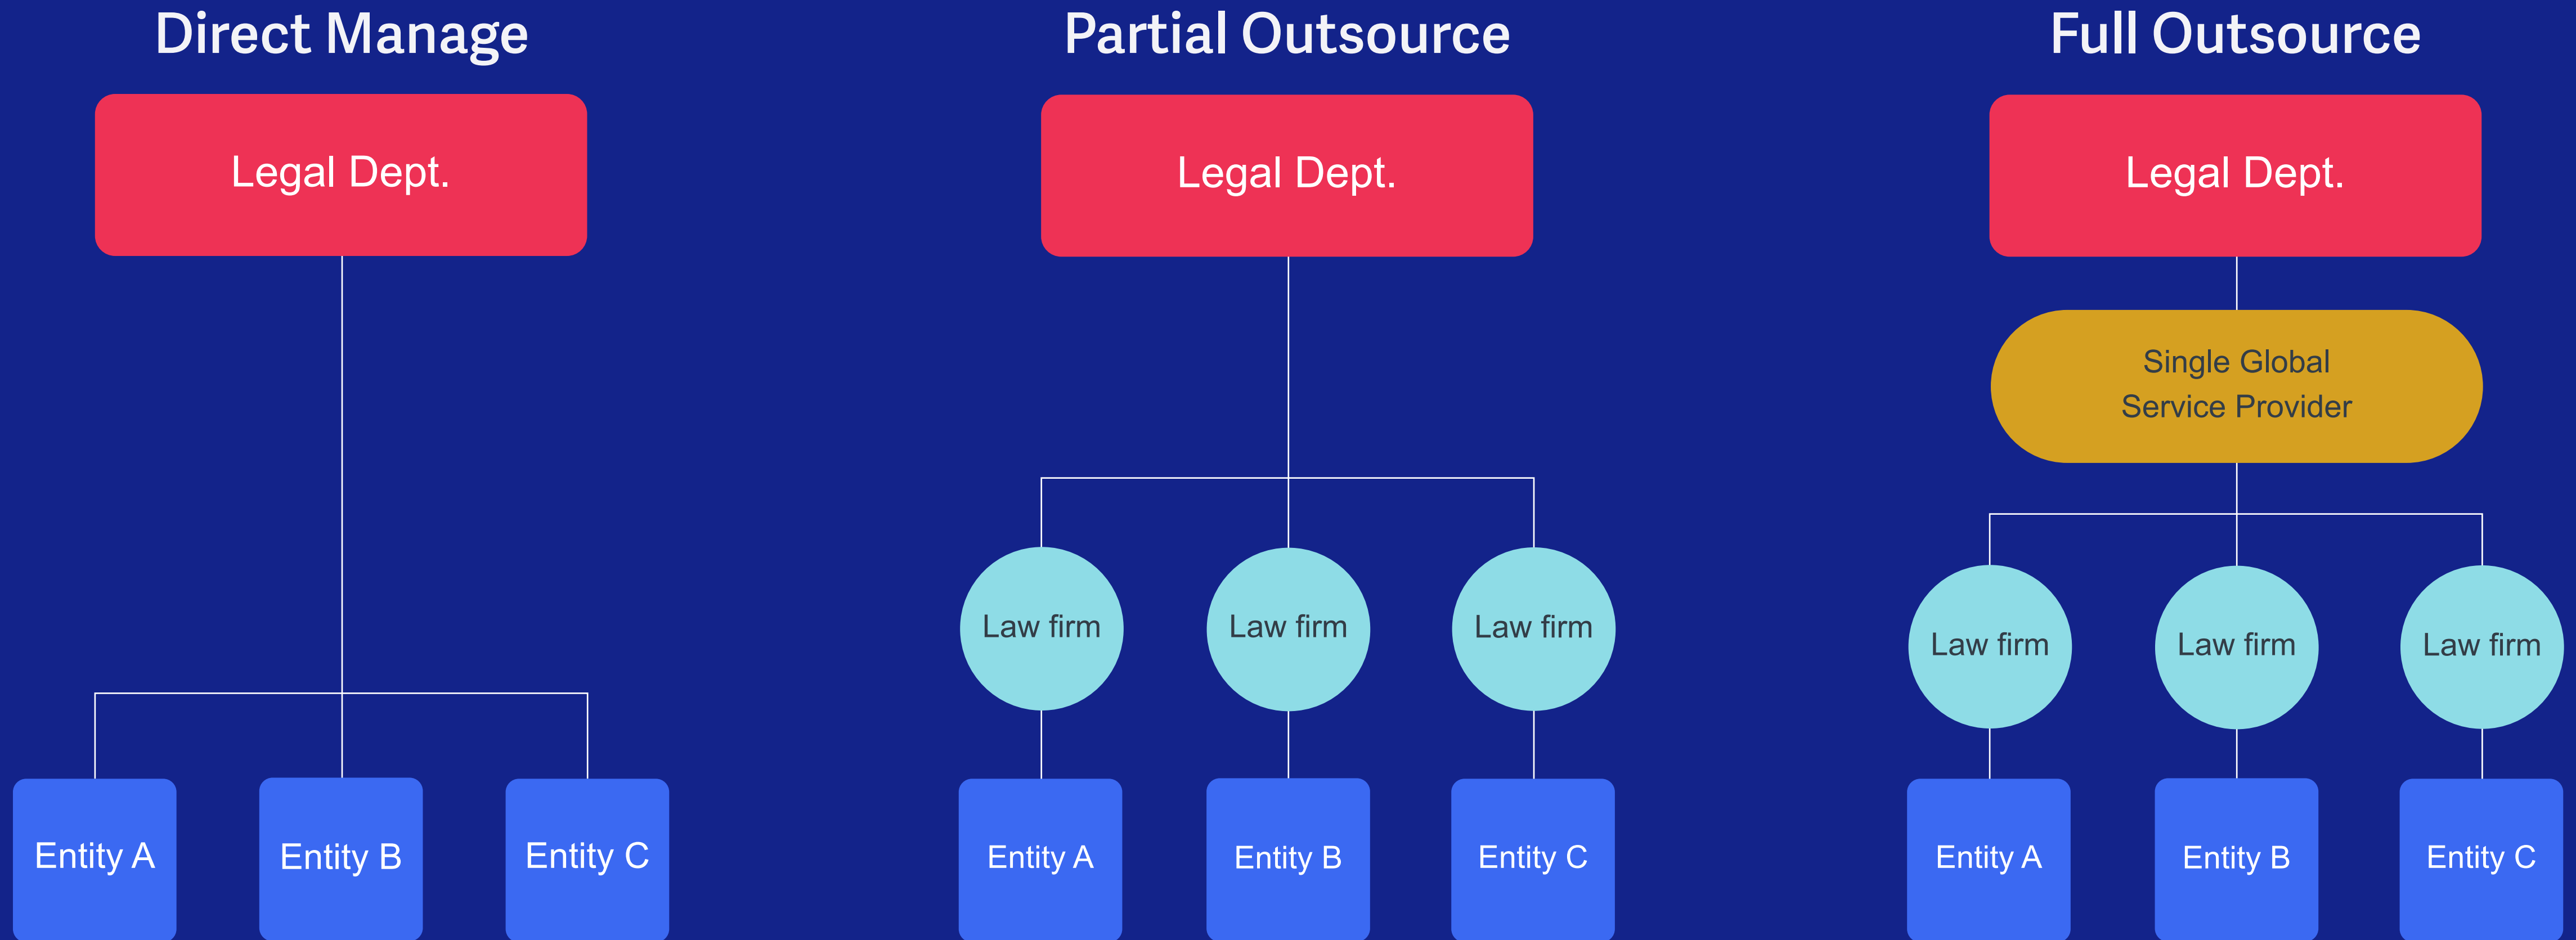 Direct Manage
Legal Dept.
Entity A
Entity B
Entity C
Partial Outsource
Legal Dept.
Law firm
Law firm
Law firm
Entity A
Entity B
Entity C
Full Outsource
Legal Dept.
Single Global
Service Provider
Law firm
Law firm
Law firm
Entity A
Entity B
Entity C